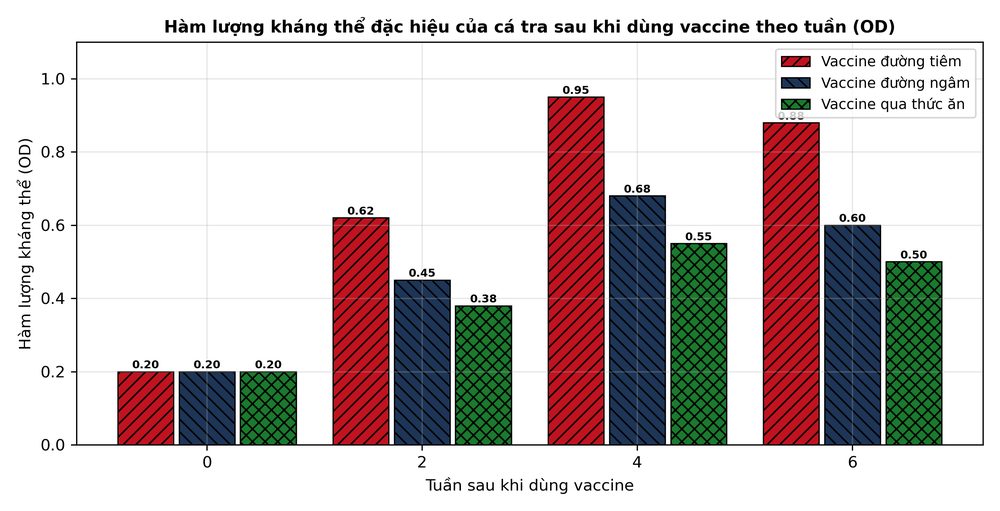 Hàm lượng kháng thể đặc hiệu của cá tra sau khi dùng vaccine theo tuần (OD)
Vaccine đường tiêm
Vaccine đường ngâm
Vaccine qua thức ăn
Hàm lượng kháng thể (OD)
1.0
0.8
0.6
0.4
0.2
0.0
0.20 0.20 0.20
0.62 0.45 0.38
0.95 0.68 0.55
0.88 0.60 0.50
0 2 4 6
Tuần sau khi dùng vaccine